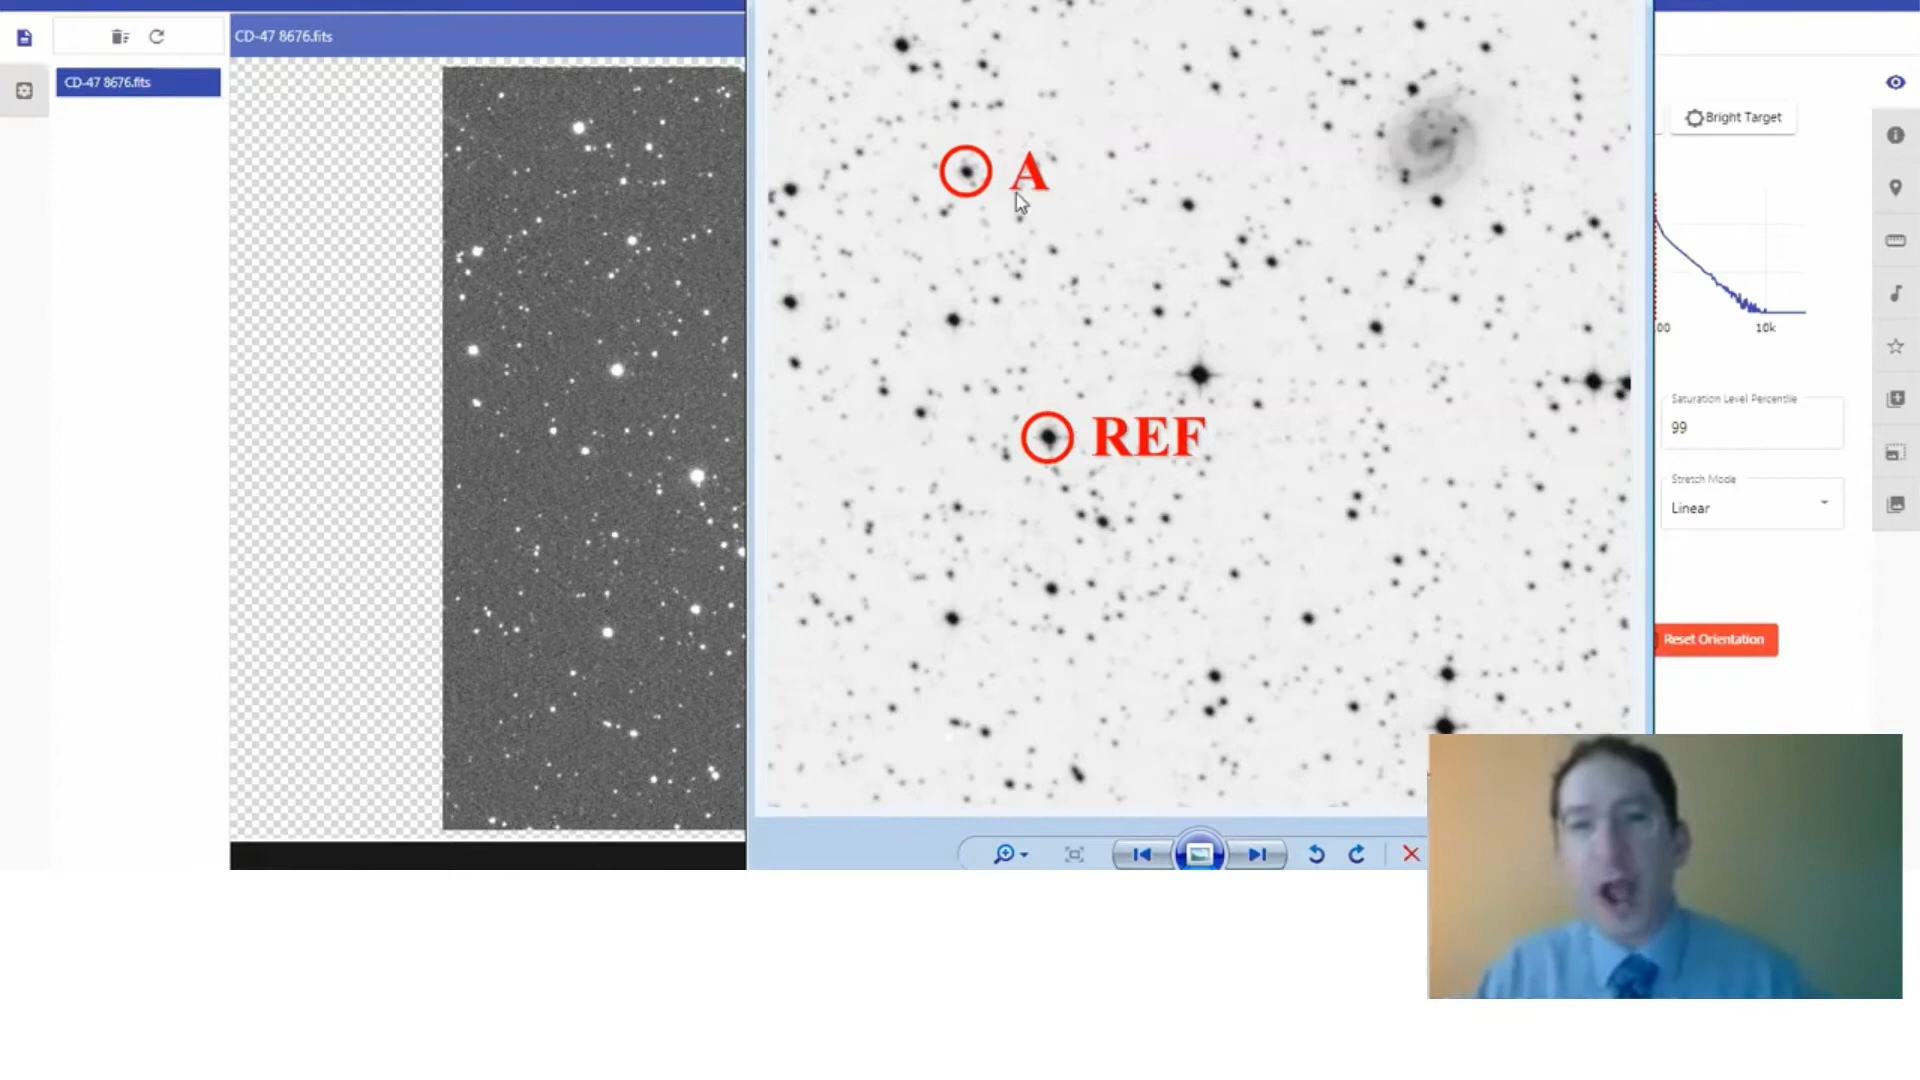 CD-47 8676.fits
CD-47 8676.fits
A
REF
Bright Target
00
10k
Saturation Level Percentile
99
Stretch Mode
Linear
Reset Orientation